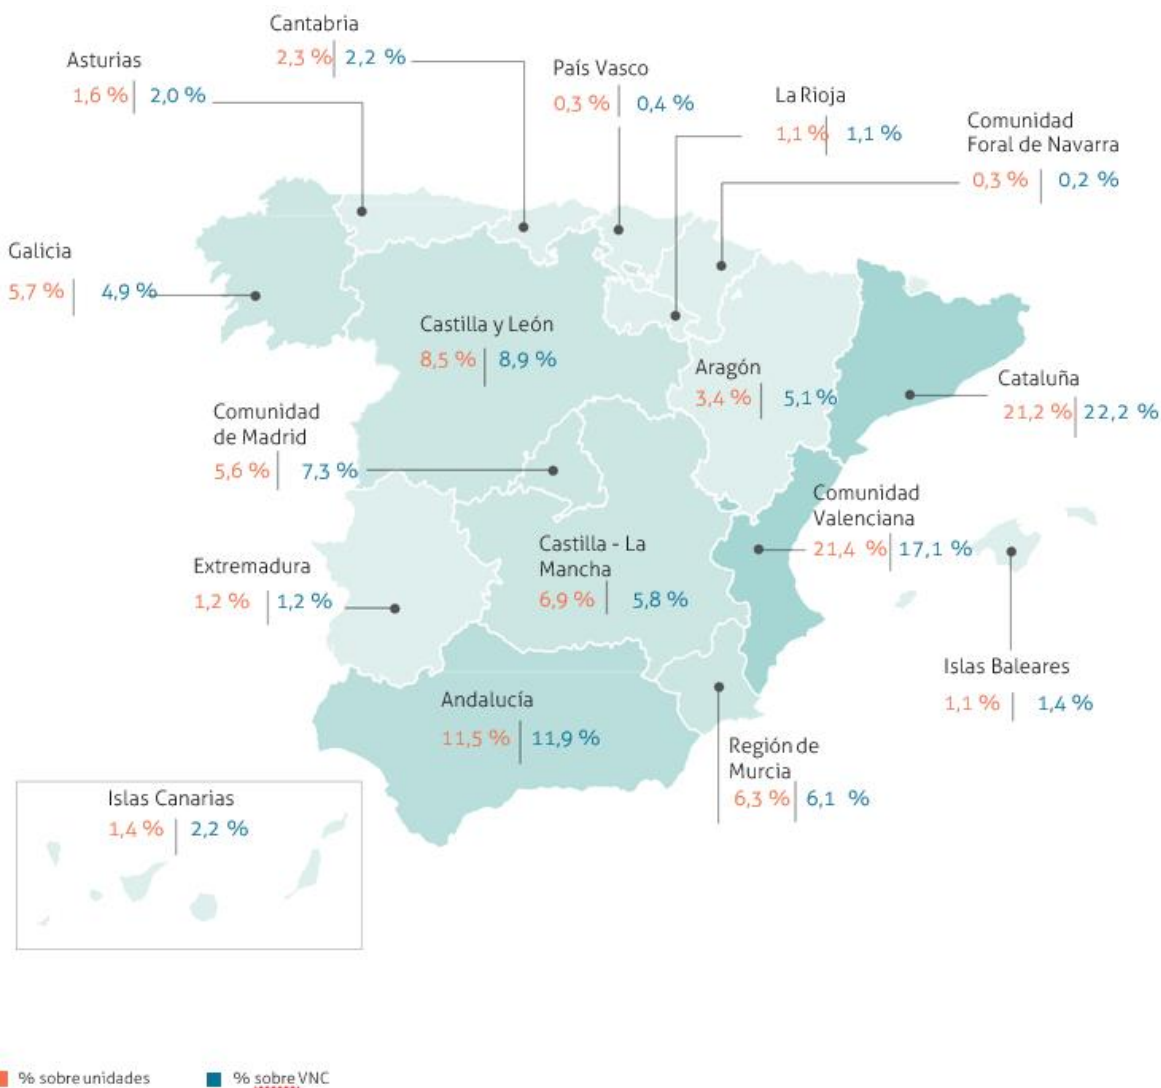 Cantabria
2,3 % 2,2 %
Asturias
1,6 % 2,0 %
País Vasco
0,3 % 0,4 %
La Rioja
1,1 % 1,1 %
Comunidad
Foral de Navarra
0,3 % 0,2 %
Galicia
5,7 % 4,9 %
Castilla y León
8,5 % 8,9 %
Aragón
3,4 % 5,1 %
Cataluña
21,2 % 22,2 %
Comunidad
de Madrid
5,6 % 7,3 %
Comunidad
Valenciana
21,4 % 17,1 %
Castilla - La
Mancha
6,9 % 5,8 %
Extremadura
1,2 % 1,2 %
Islas Baleares
1,1 % 1,4 %
Andalucía
11,5 % 11,9 %
Región de
Murcia
6,3 % 6,1 %
Islas Canarias
1,4 % 2,2 %
% sobre unidades % sobre VNC